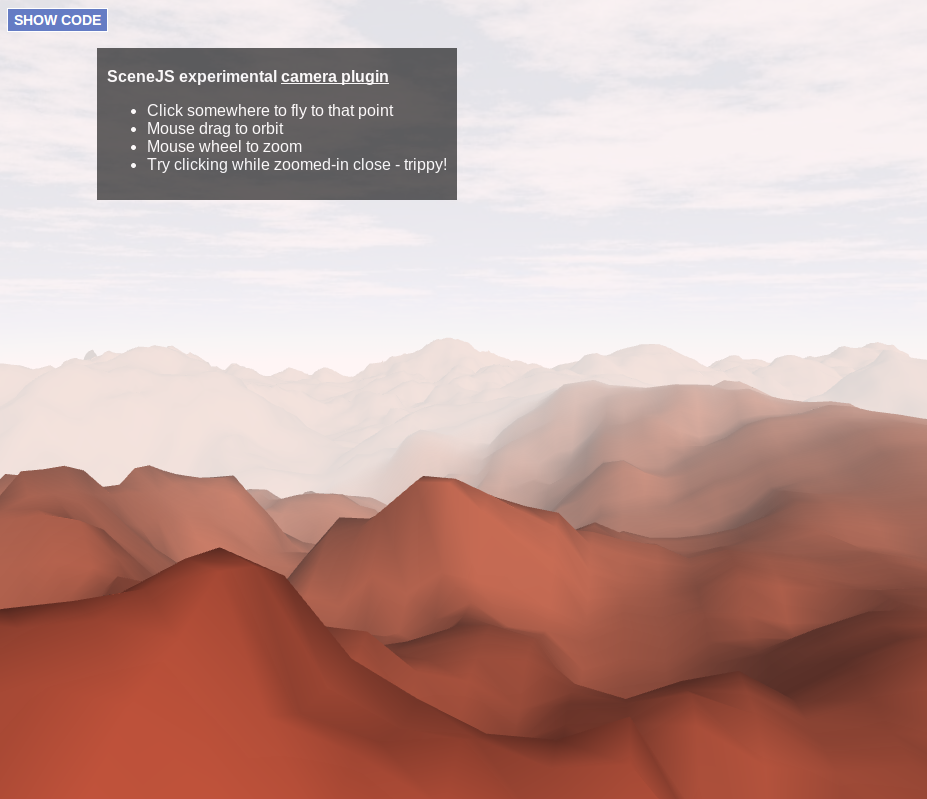 SHOW CODE
SceneJS experimental camera plugin
Click somewhere to fly to that point
Mouse drag to orbit
Mouse wheel to zoom
Try clicking while zoomed-in close - trippy!